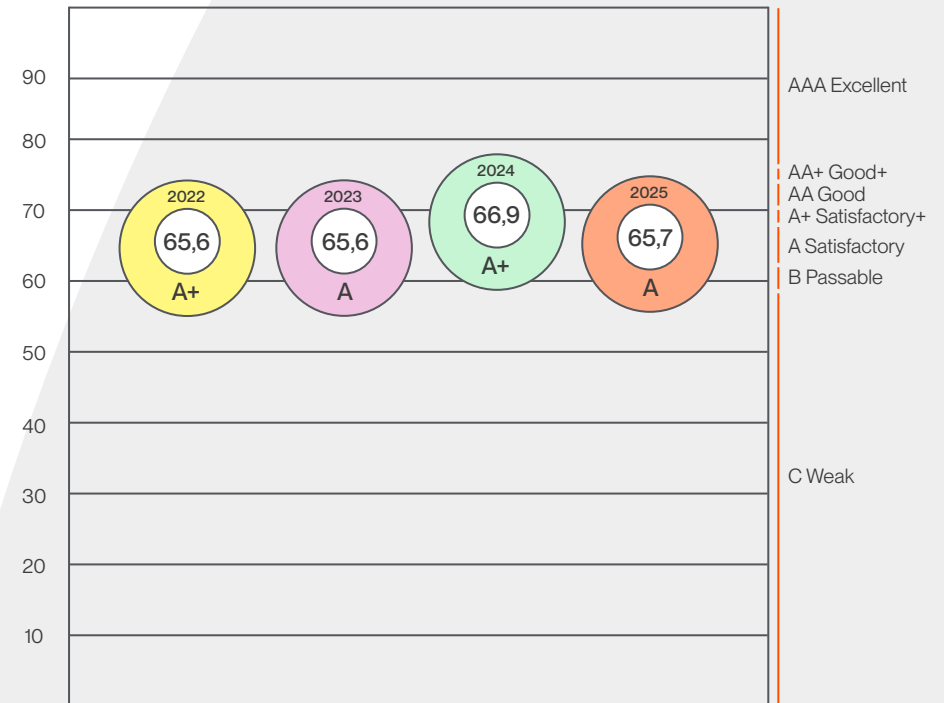 90
80
70
60
50
40
30
20
10
2022
65,6
A+
2023
65,6
A
2024
66,9
A+
2025
65,7
A
AAA Excellent
AA+ Good+
AA Good
A+ Satisfactory+
A Satisfactory
B Passable
C Weak